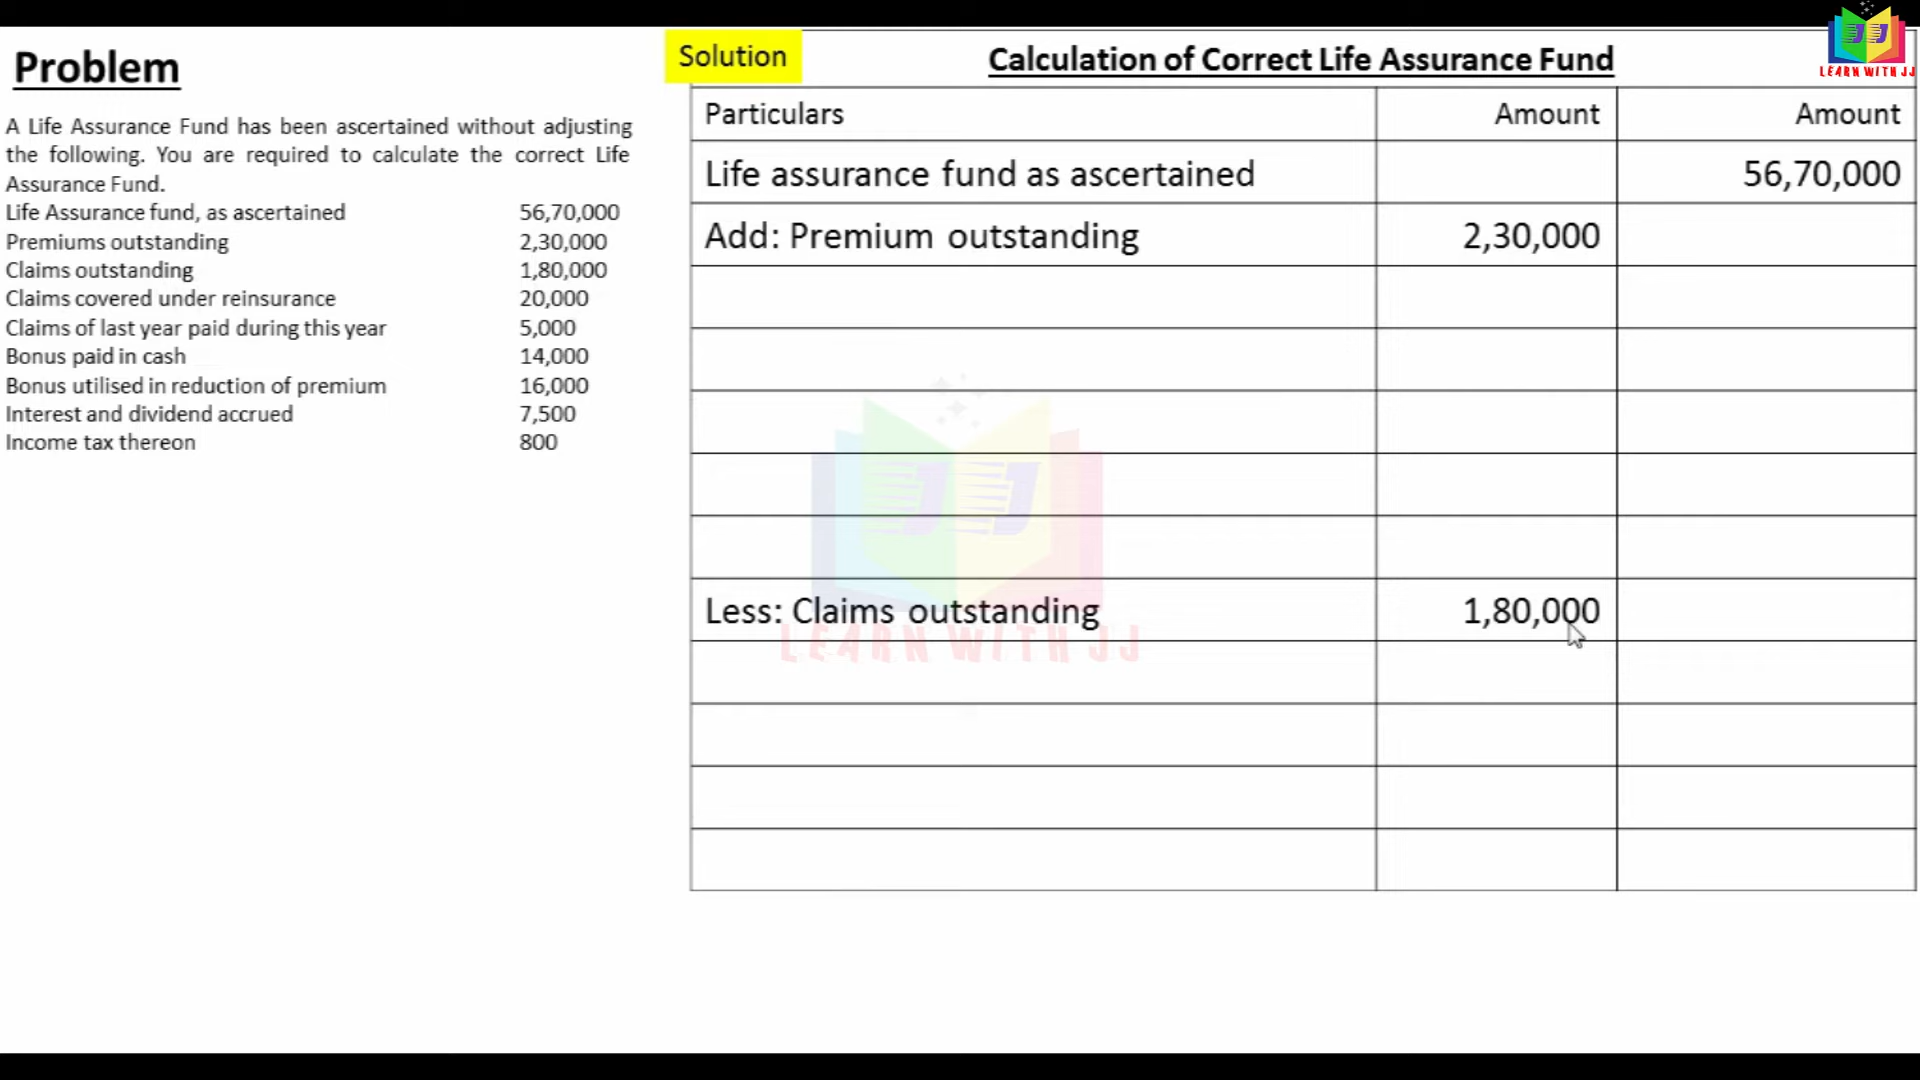 Problem
A Life Assurance Fund has been ascertained without adjusting
the following. You are required to calculate the correct Life
Assurance Fund.
Life Assurance fund, as ascertained 56,70,000
Premiums outstanding 2,30,000
Claims outstanding 1,80,000
Claims covered under reinsurance 20,000
Claims of last year paid during this year 5,000
Bonus paid in cash 14,000
Bonus utilised in reduction of premium 16,000
Interest and dividend accrued 7,500
Income tax thereon 800
Solution
Calculation of Correct Life Assurance Fund
Particulars Amount Amount
Life assurance fund as ascertained 56,70,000
Add: Premium outstanding 2,30,000
Less: Claims outstanding 1,80,000
JJ
LEARN WITH JJ
JJ
LEARN WITH JJ